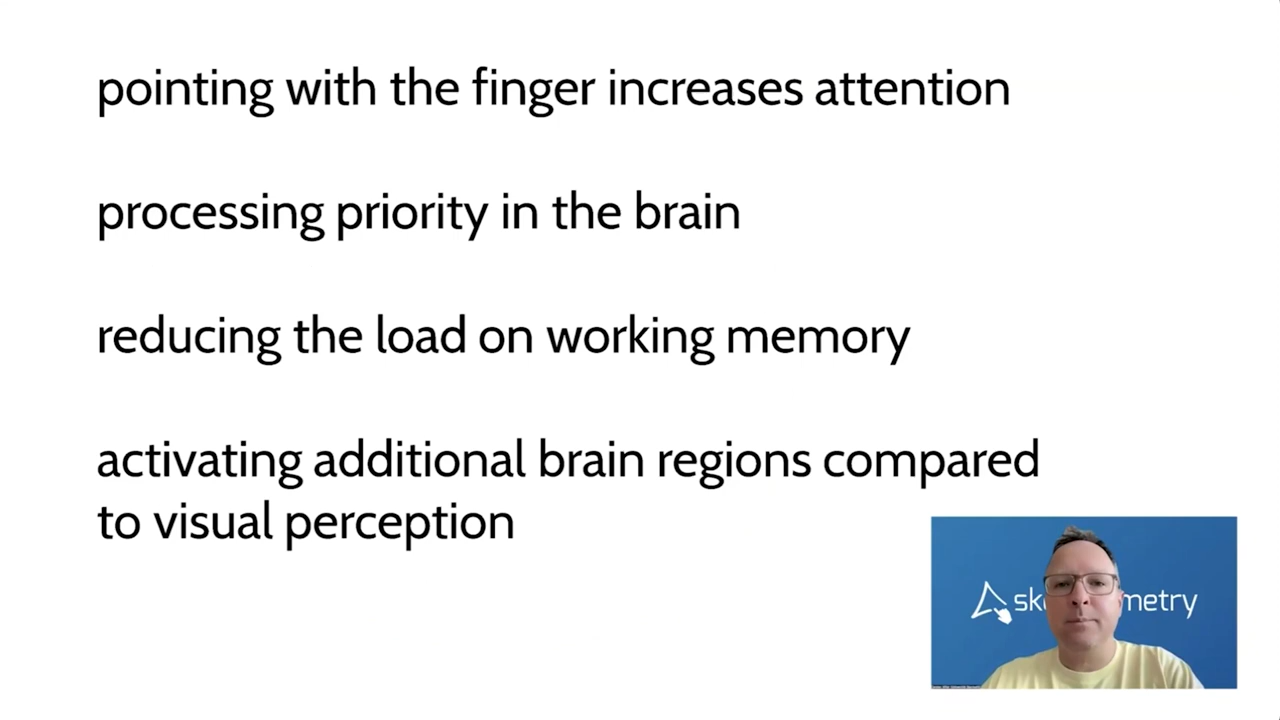 pointing with the finger increases attention
processing priority in the brain
reducing the load on working memory
activating additional brain regions compared
to visual perception